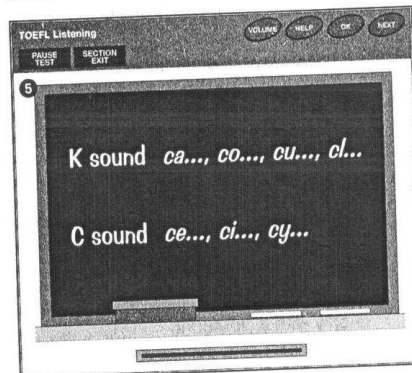 TOEFL Listening
VOLUME HELP OK NEXT
PAUSE TEST SECTION EXIT
5
K sound ca..., co..., cu..., cl...
C sound ce..., ci..., cy...